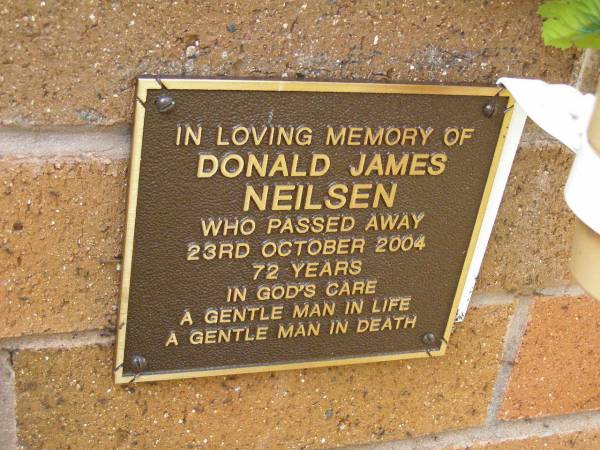 IN LOVING MEMORY OF
DONALD JAMES
NEILSEN
WHO PASSED AWAY
23RD OCTOBER 2004
72 YEARS
IN GOD'S CARE
A GENTLE MAN IN LIFE
A GENTLE MAN IN DEATH